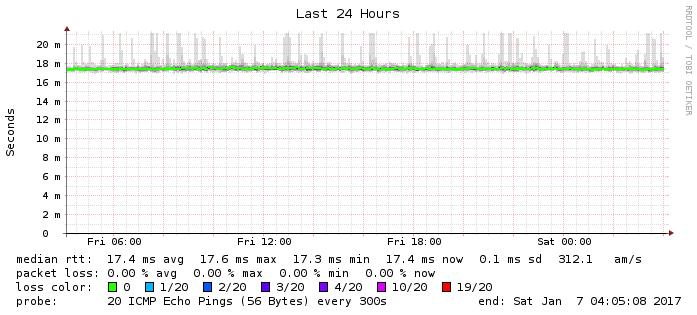 Last 24 Hours
RRDTOOL / TOBI OETIKER
Seconds
20 m
18 m
16 m
14 m
12 m
10 m
8 m
6 m
4 m
2 m
0
Fri 06:00 Fri 12:00 Fri 18:00 Sat 00:00
median rtt: 17.4 ms avg 17.6 ms max 17.3 ms min 17.4 ms now 0.1 ms sd 312.1 am/s
packet loss: 0.00 % avg 0.00 % max 0.00 % min 0.00 % now
loss color: 0 1/20 2/20 3/20 4/20 10/20 19/20
probe: 20 ICMP Echo Pings (56 Bytes) every 300s end: Sat Jan 7 04:05:08 2017